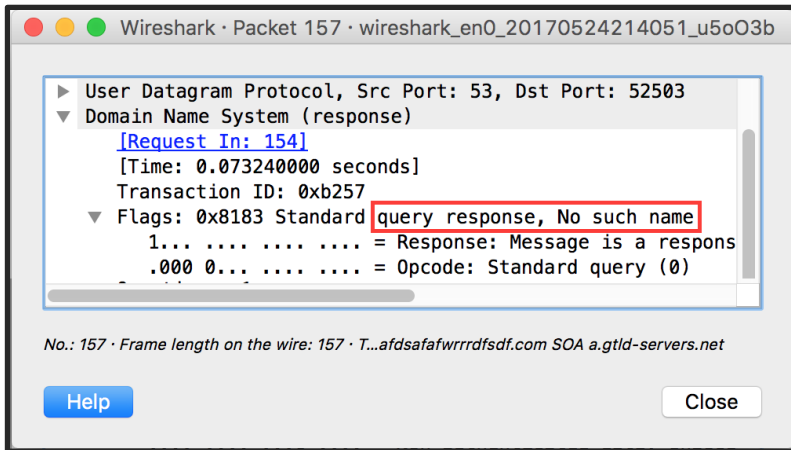 Wireshark · Packet 157 · wireshark_en0_20170524214051_u5oO3b
User Datagram Protocol, Src Port: 53, Dst Port: 52503
Domain Name System (response)
[Request In: 154]
[Time: 0.073240000 seconds]
Transaction ID: 0xb257
Flags: 0x8183 Standard query response, No such name
1... .... .... .... = Response: Message is a respons
.000 0... .... .... = Opcode: Standard query (0)
No.: 157 · Frame length on the wire: 157 · T...afdsafafwrrrdfsdf.com SOA a.gtld-servers.net
Help
Close